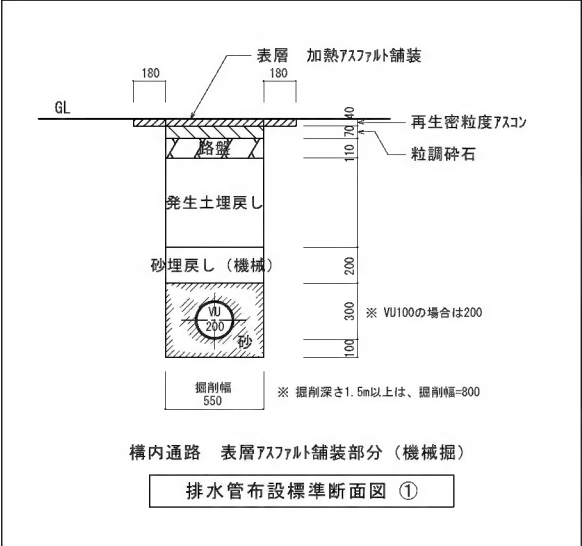 表層　加熱アスファルト舗装
180
180
GL
40
再生密粒度アスコン
70
粒調砕石
路盤
110
発生土埋戻し
砂埋戻し（機械）
200
VU
200
300
※ VU100の場合は200
砂
100
掘削幅
550
※ 掘削深さ1.5m以上は、掘削幅=800
構内通路　表層アスファルト舗装部分（機械掘）
排水管布設標準断面図 ①